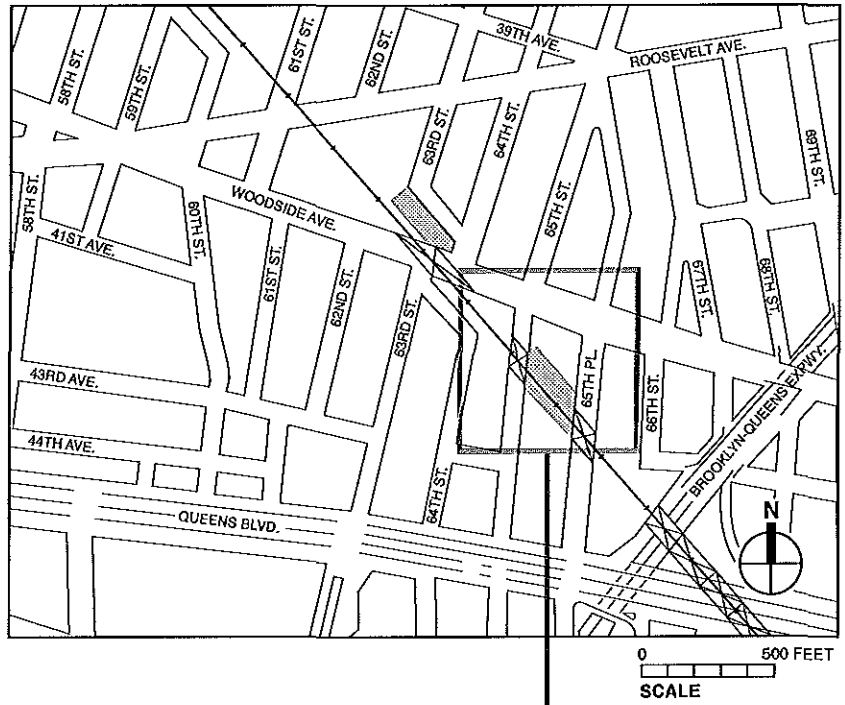 39TH AVE.
ROOSEVELT AVE.
58TH ST.
59TH ST.
61ST ST.
62ND ST.
63RD ST.
64TH ST.
65TH ST.
69TH ST.
WOODSIDE AVE.
58TH ST.
41ST AVE.
60TH ST.
61ST ST.
62ND ST.
63RD ST.
67TH ST.
68TH ST.
43RD AVE.
65TH PL.
66TH ST.
BROOKLYN-QUEENS EXPWY.
44TH AVE.
64TH ST.
QUEENS BLVD.
N
0 500 FEET
SCALE